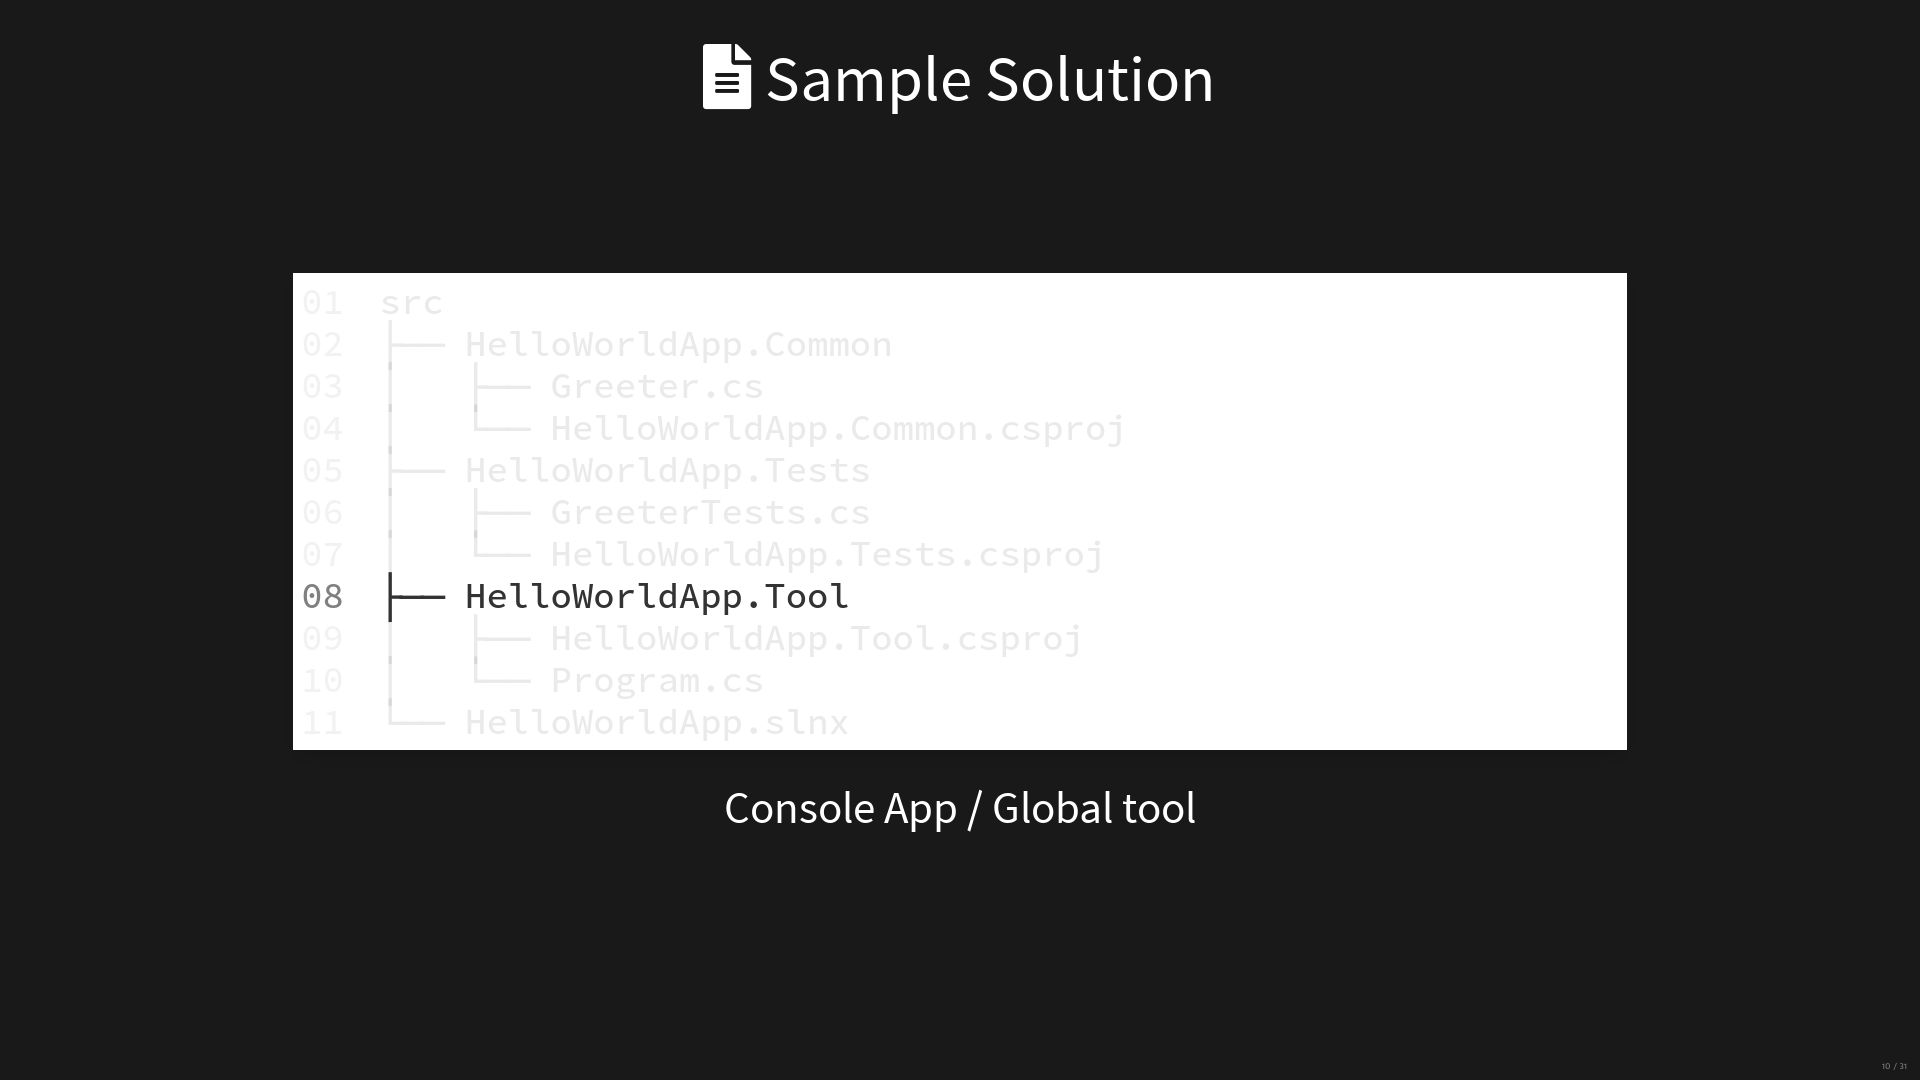 Sample Solution
01 src
02 ├── HelloWorldApp.Common
03 │   ├── Greeter.cs
04 │   └── HelloWorldApp.Common.csproj
05 ├── HelloWorldApp.Tests
06 │   ├── GreeterTests.cs
07 │   └── HelloWorldApp.Tests.csproj
08 ├── HelloWorldApp.Tool
09 │   ├── HelloWorldApp.Tool.csproj
10 │   └── Program.cs
11 └── HelloWorldApp.slnx
Console App / Global tool
10 / 31